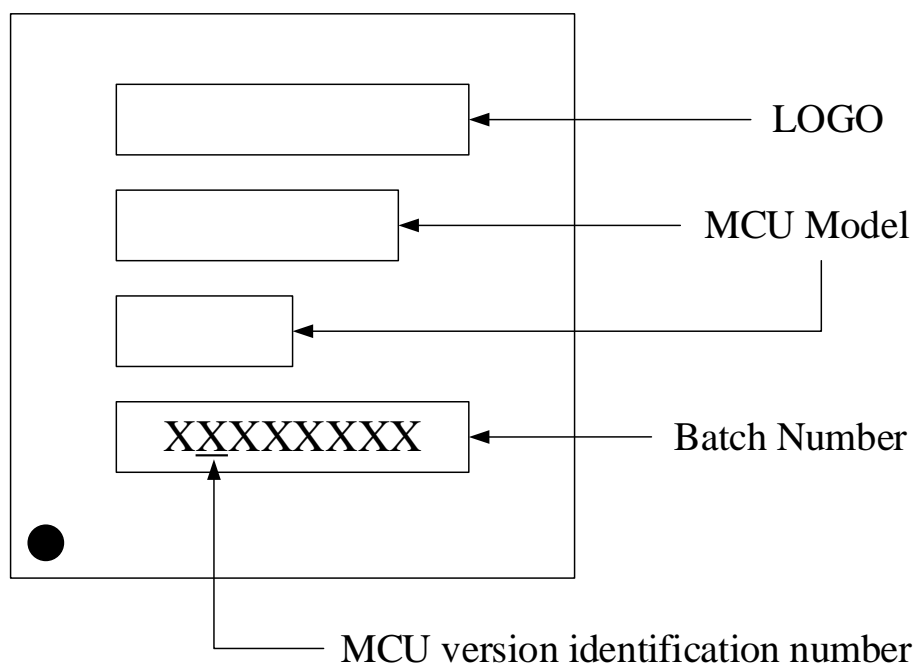 LOGO
MCU Model
XXXXXXXX
Batch Number
MCU version identification number